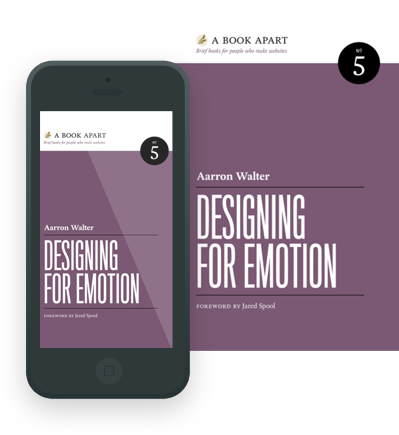 A BOOK APART
Brief books for people who make websites
Nº
5
Aarron Walter
DESIGNING
FOR EMOTION
FOREWORD BY Jared Spool
A BOOK APART
Brief books for people who make websites
Nº
5
Aarron Walter
DESIGNING
FOR EMOTION
FOREWORD BY Jared Spool